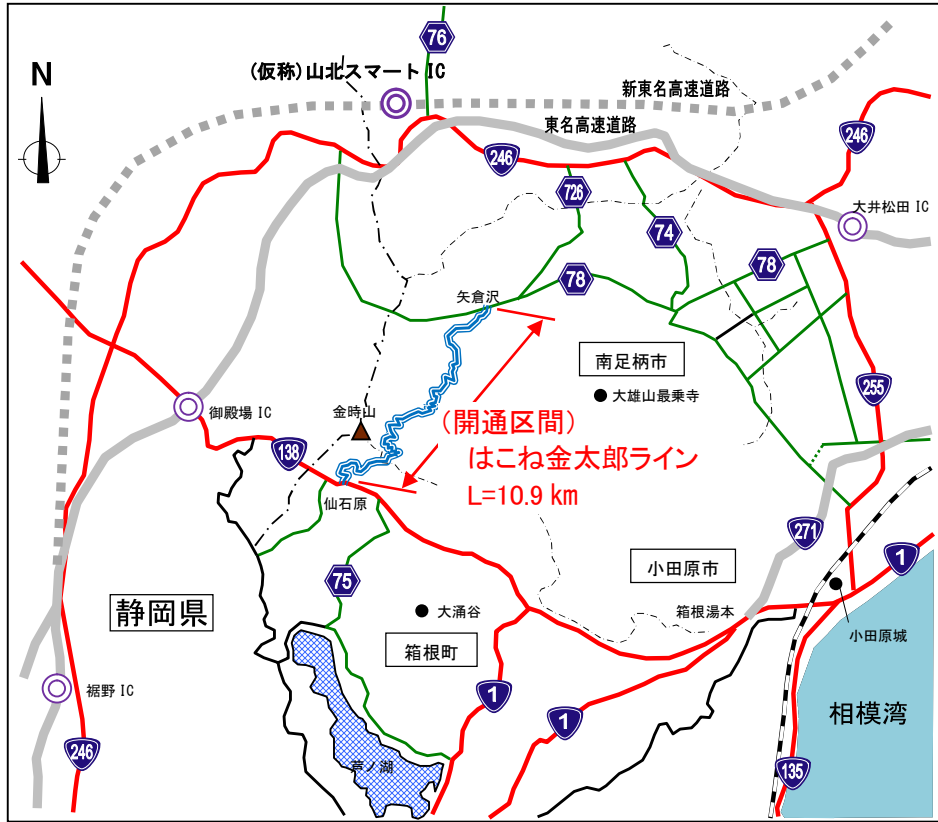 76
(仮称)山北スマートIC
N
新東名高速道路
東名高速道路
246
246
726
大井松田 IC
74
78
78
矢倉沢
南足柄市
255
大雄山最乗寺
御殿場 IC
金時山
(開通区間)
はこね金太郎ライン
L=10.9 km
138
仙石原
271
1
小田原市
75
静岡県
大涌谷
箱根湯本
小田原城
箱根町
裾野 IC
1
1
相模湾
246
芦ノ湖
135